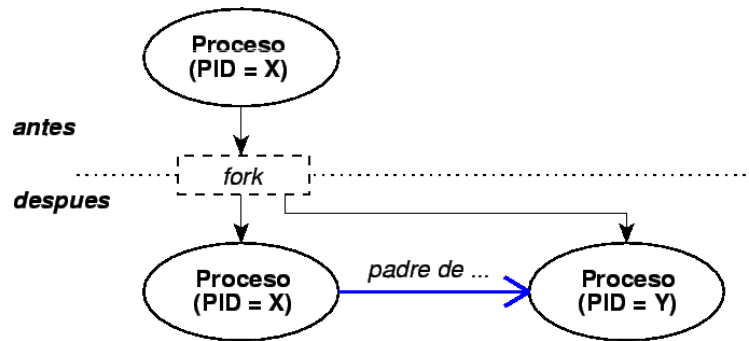 Proceso
(PID = X)
antes
fork
despues
Proceso
(PID = X)
padre de ...
Proceso
(PID = Y)